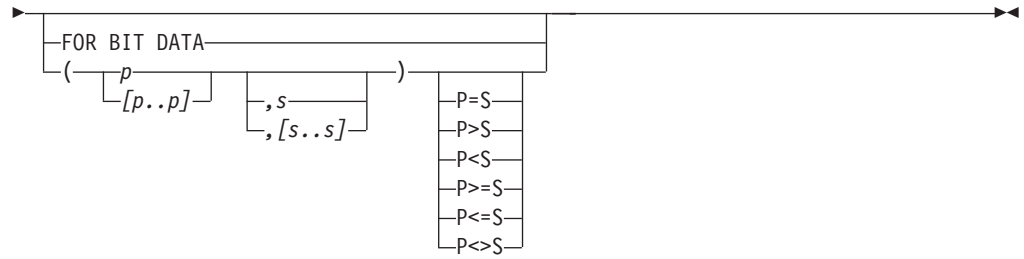 FOR BIT DATA
( p )
[p..p] ,s P=S
,[s..s] P>S
P<S
P>=S
P<=S
P<>S